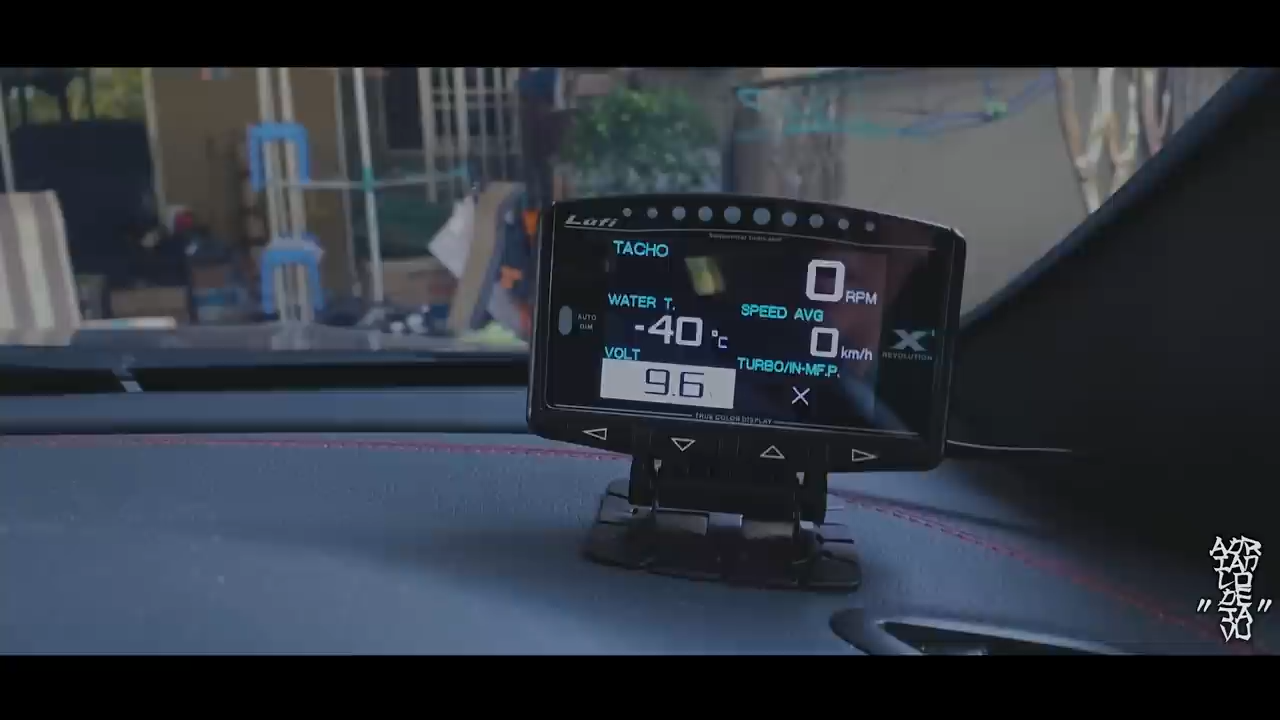 Lufi
TACHO
0 RPM
WATER T.
-40 °C
SPEED AVG
0 km/h
VOLT
9.6
TURBO/IN-MF.P.
X
AUTO
DIM
X
REVOLUTION
TRUE COLOR DISPLAY